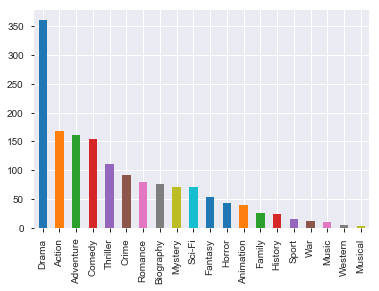 350
300
250
200
150
100
50
0
Drama
Action
Adventure
Comedy
Thriller
Crime
Romance
Biography
Mystery
Sci-Fi
Fantasy
Horror
Animation
Family
History
Sport
War
Music
Western
Musical